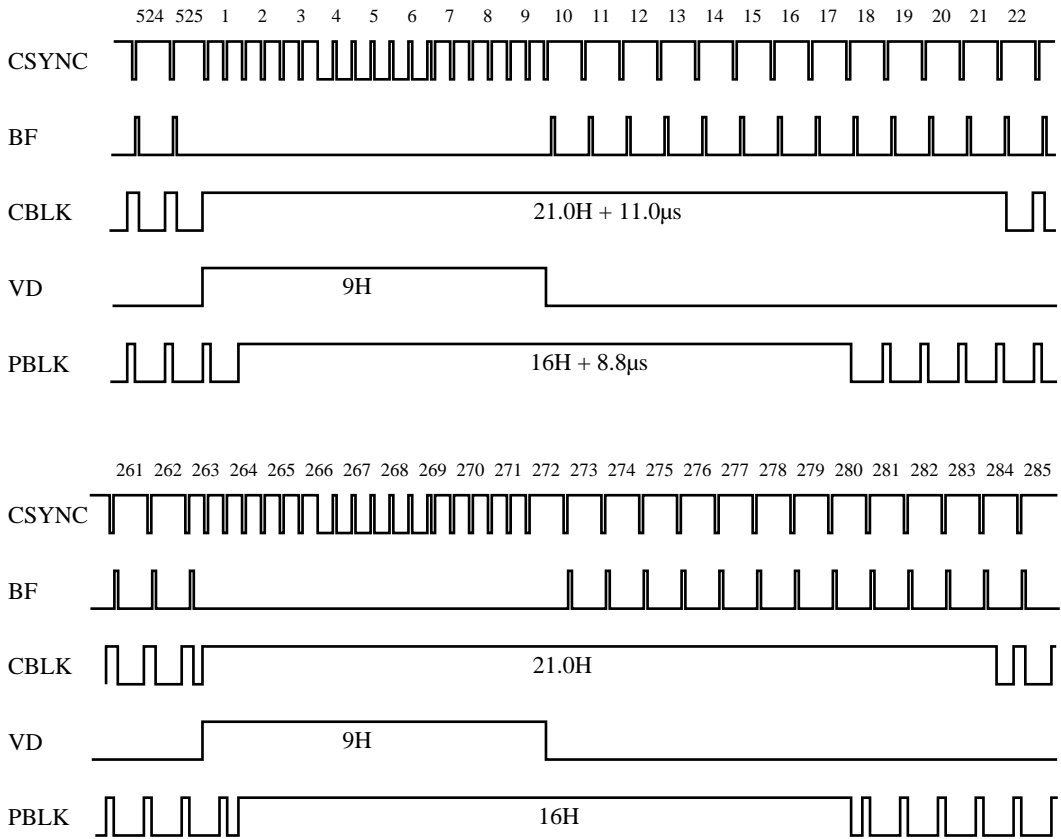 524 525 1 2 3 4 5 6 7 8 9 10 11 12 13 14 15 16 17 18 19 20 21 22
CSYNC
BF
CBLK 21.0H + 11.0μs
VD 9H
PBLK 16H + 8.8μs
261 262 263 264 265 266 267 268 269 270 271 272 273 274 275 276 277 278 279 280 281 282 283 284 285
CSYNC
BF
CBLK 21.0H
VD 9H
PBLK 16H